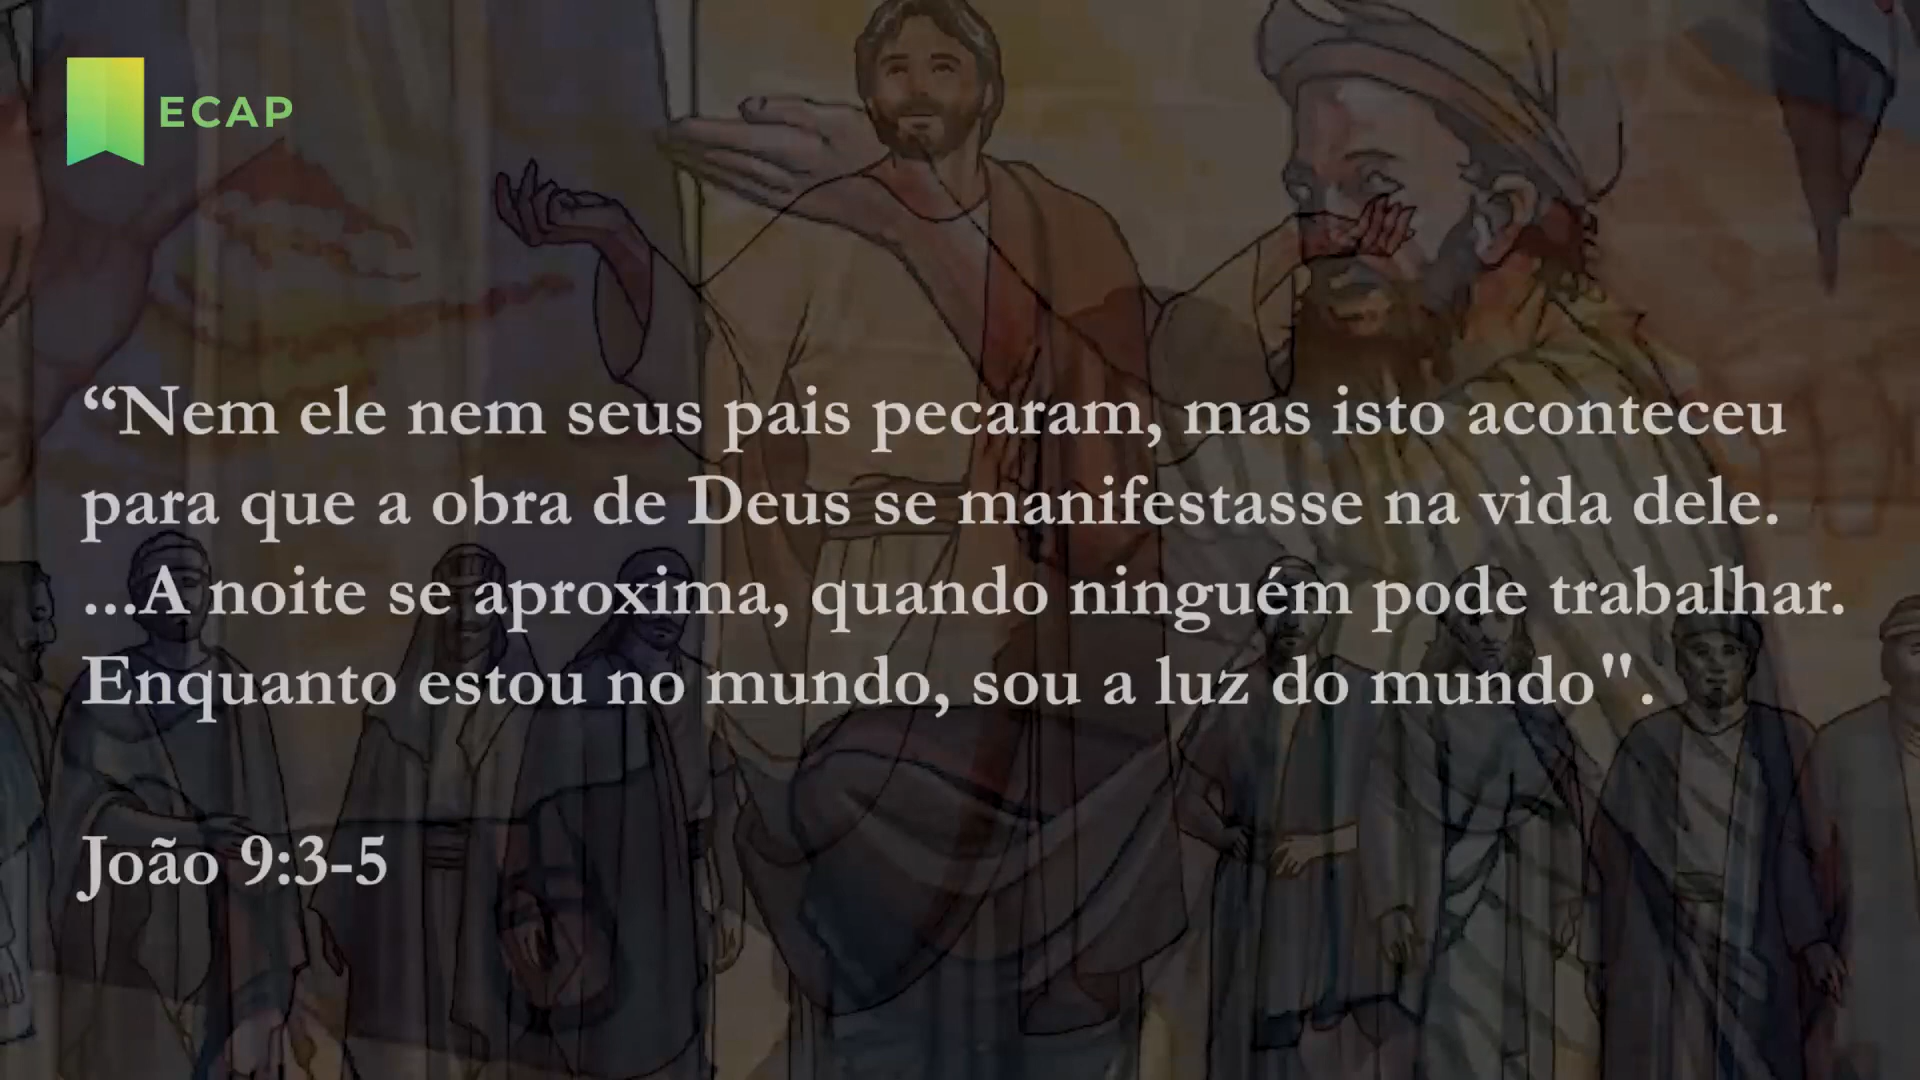 ECAP
“Nem ele nem seus pais pecaram, mas isto aconteceu
para que a obra de Deus se manifestasse na vida dele.
...A noite se aproxima, quando ninguém pode trabalhar.
Enquanto estou no mundo, sou a luz do mundo".
João 9:3-5